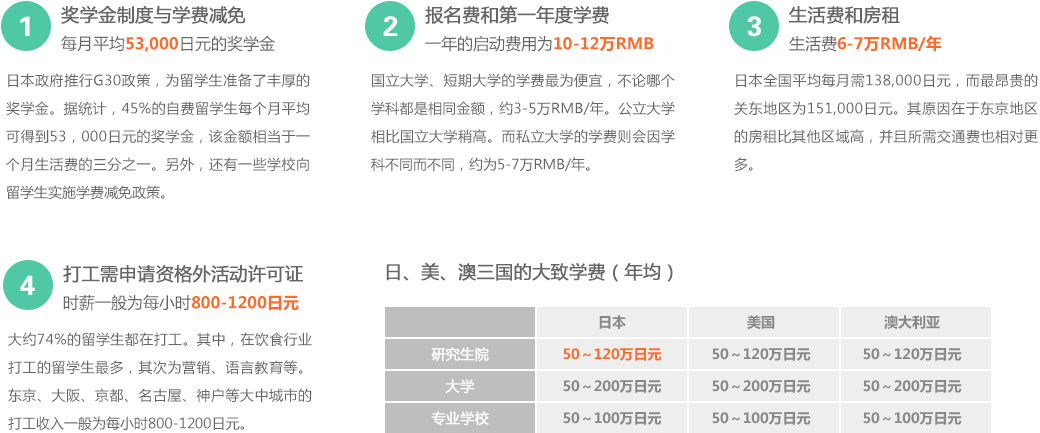 1
奖学金制度与学费减免
每月平均53,000日元的奖学金
日本政府推行G30政策，为留学生准备了丰厚的
奖学金。据统计，45%的自费留学生每个月平均
可得到53，000日元的奖学金，该金额相当于一
个月生活费的三分之一。另外，还有一些学校向
留学生实施学费减免政策。
2
报名费和第一年度学费
一年的启动费用为10-12万RMB
国立大学、短期大学的学费最为便宜，不论哪个
学科都是相同金额，约3-5万RMB/年。公立大学
相比国立大学稍高。而私立大学的学费则会因学
科不同而不同，约为5-7万RMB/年。
3
生活费和房租
生活费6-7万RMB/年
日本全国平均每月需138,000日元，而最昂贵的
关东地区为151,000日元。其原因在于东京地区
的房租比其他区域高，并且所需交通费也相对更
多。
4
打工需申请资格外活动许可证
时薪一般为每小时800-1200日元
大约74%的留学生都在打工。其中，在饮食行业
打工的留学生最多，其次为营销、语言教育等。
东京、大阪、京都、名古屋、神户等大中城市的
打工收入一般为每小时800-1200日元。
日、美、澳三国的大致学费（年均）
日本 美国 澳大利亚
研究生院 50～120万日元 50～120万日元 50～120万日元
大学 50～200万日元 50～200万日元 50～200万日元
专业学校 50～100万日元 50～100万日元 50～100万日元